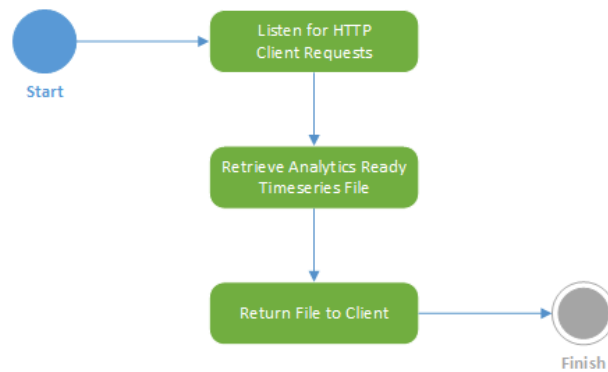 Listen for HTTP
Client Requests
Start
Retrieve Analytics Ready
Timeseries File
Return File to Client
Finish